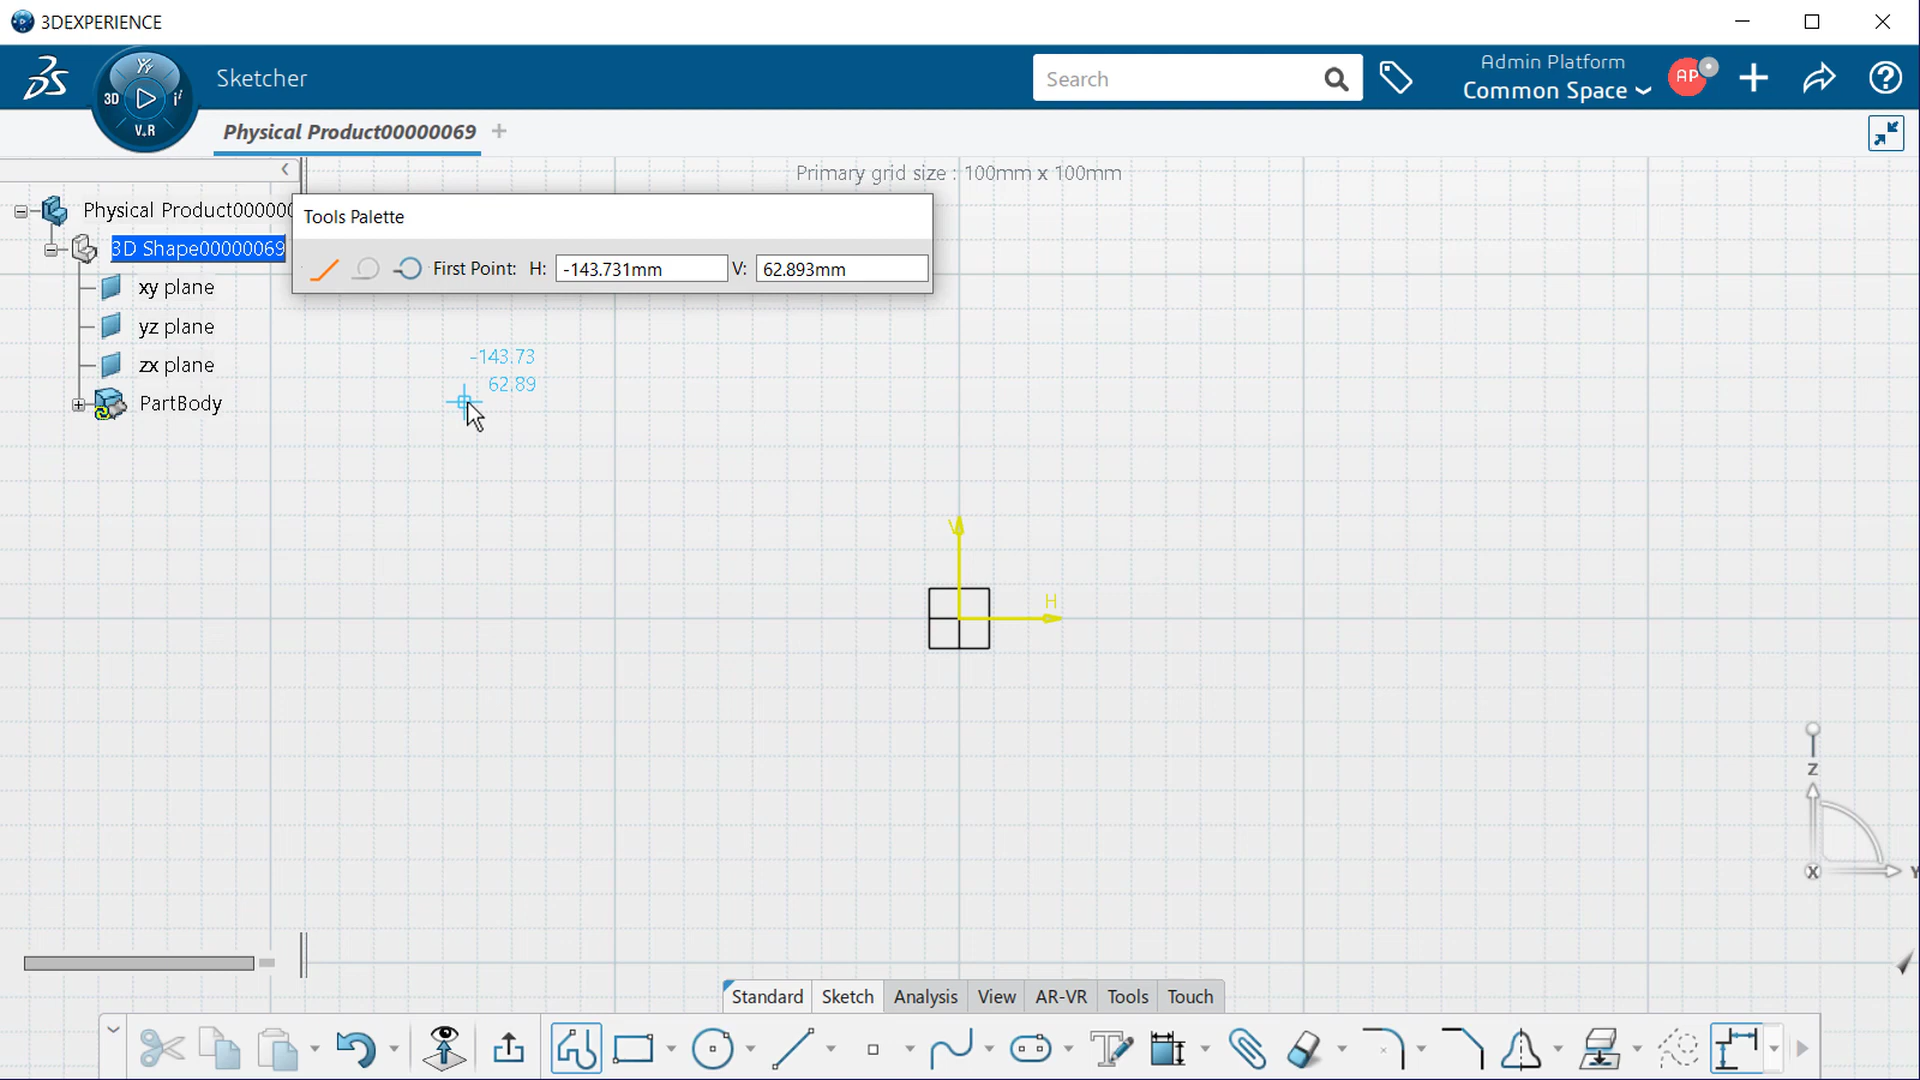 3DEXPERIENCE
3D
V.R
i'
Sketcher
Search
Admin Platform
Common Space
AP
Physical Product00000069
Primary grid size : 100mm x 100mm
Physical Product00000
3D Shape00000069
xy plane
yz plane
zx plane
PartBody
Tools Palette
First Point: H: -143.731mm V: 62.893mm
-143.73
62.89
V
H
Z
X
Y
Standard Sketch Analysis View AR-VR Tools Touch